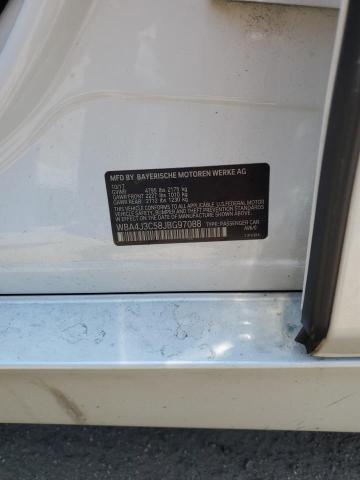 MFD BY BAYERISCHE MOTOREN WERKE AG
10/17
GVWR 4795 lbs 2175 kg
GAWR FRONT 2227 lbs 1010 kg
GAWR REAR 2712 lbs 1230 kg
THIS VEHICLE CONFORMS TO ALL APPLICABLE U.S. FEDERAL MOTOR
VEHICLE SAFETY, BUMPER, AND THEFT PREVENTION STANDARDS
IN EFFECT ON THE DATE OF MANUFACTURE SHOWN ABOVE.
WBA4J3C58JBG97088 TYPE: PASSENGER CAR